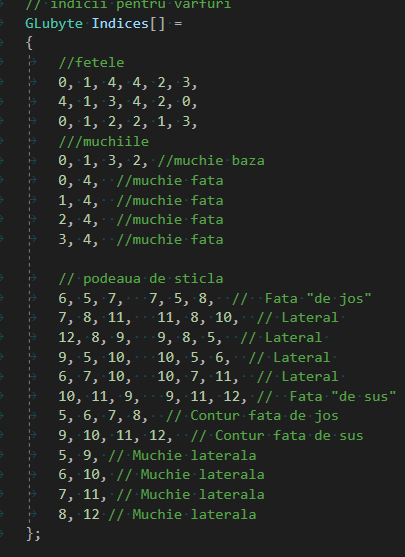 // indicii pentru varfuri
GLubyte Indices[] =
{
//fetele
0, 1, 4, 4, 2, 3,
4, 1, 3, 4, 2, 0,
0, 1, 2, 2, 1, 3,
///muchiile
0, 1, 3, 2, //muchie baza
0, 4,  //muchie fata
1, 4,  //muchie fata
2, 4,  //muchie fata
3, 4,  //muchie fata
// podeaua de sticla
6, 5, 7,   7, 5, 8,  //  Fata "de jos"
7, 8, 11,   11, 8, 10,  // Lateral
12, 8, 9,   9, 8, 5,  // Lateral
9, 5, 10,   10, 5, 6,  // Lateral
6, 7, 10,   10, 7, 11,  // Lateral
10, 11, 9,   9, 11, 12, //  Fata "de sus"
5, 6, 7, 8,  // Contur fata de jos
9, 10, 11, 12,  // Contur fata de sus
5, 9, // Muchie laterala
6, 10, // Muchie laterala
7, 11, // Muchie laterala
8, 12 // Muchie laterala
};